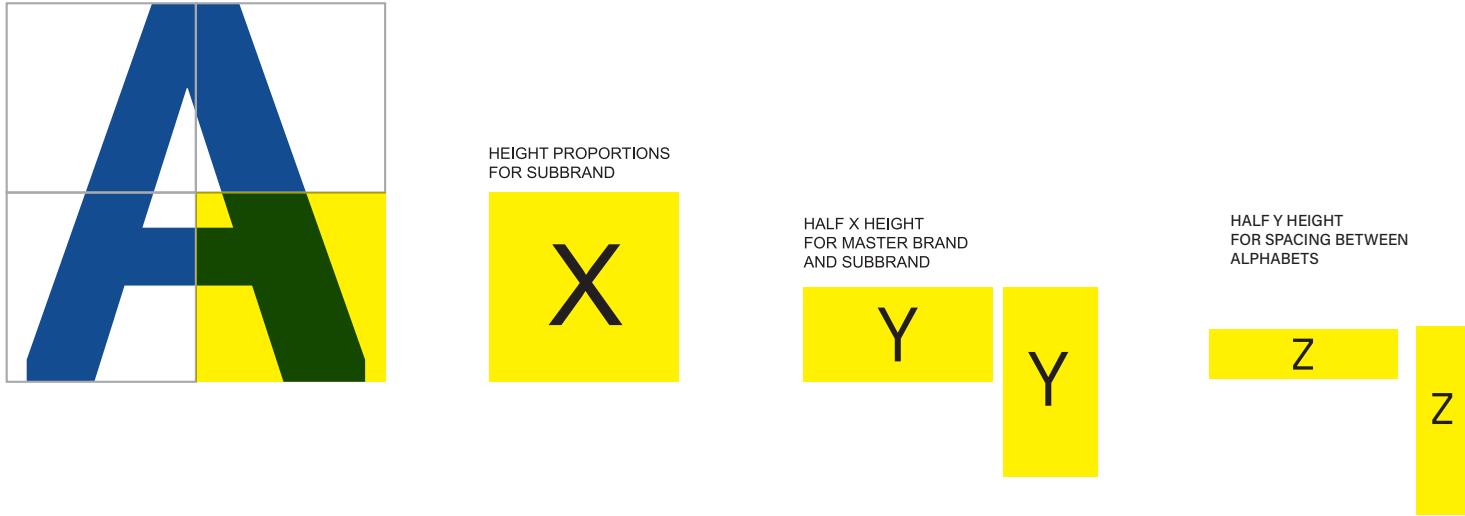 A
HEIGHT PROPORTIONS
FOR SUBBRAND
X
HALF X HEIGHT
FOR MASTER BRAND
AND SUBBRAND
Y
Y
HALF Y HEIGHT
FOR SPACING BETWEEN
ALPHABETS
Z
Z